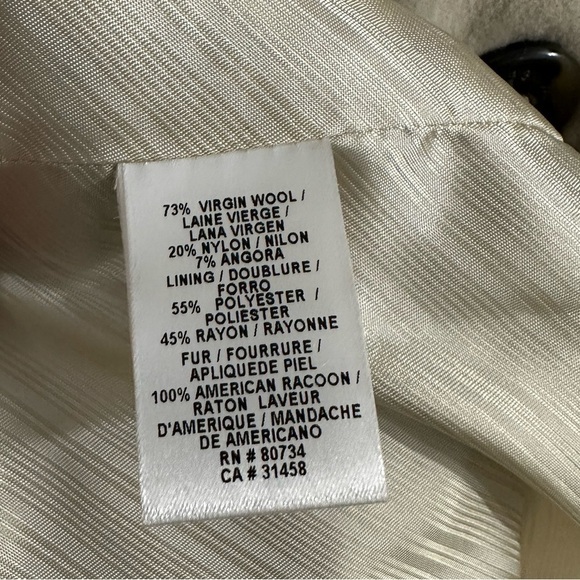 73% VIRGIN WOOL /
LAINE VIERGE /
LANA VIRGEN
20% NYLON / NILON
7% ANGORA
LINING / DOUBLURE /
FORRO
55% POLYESTER /
POLIESTER
45% RAYON / RAYONNE
FUR / FOURRURE /
APLIQUEDE PIEL
100% AMERICAN RACOON /
RATON LAVEUR
D'AMERIQUE / MANDACHE
DE AMERICANO
RN # 80734
CA # 31458